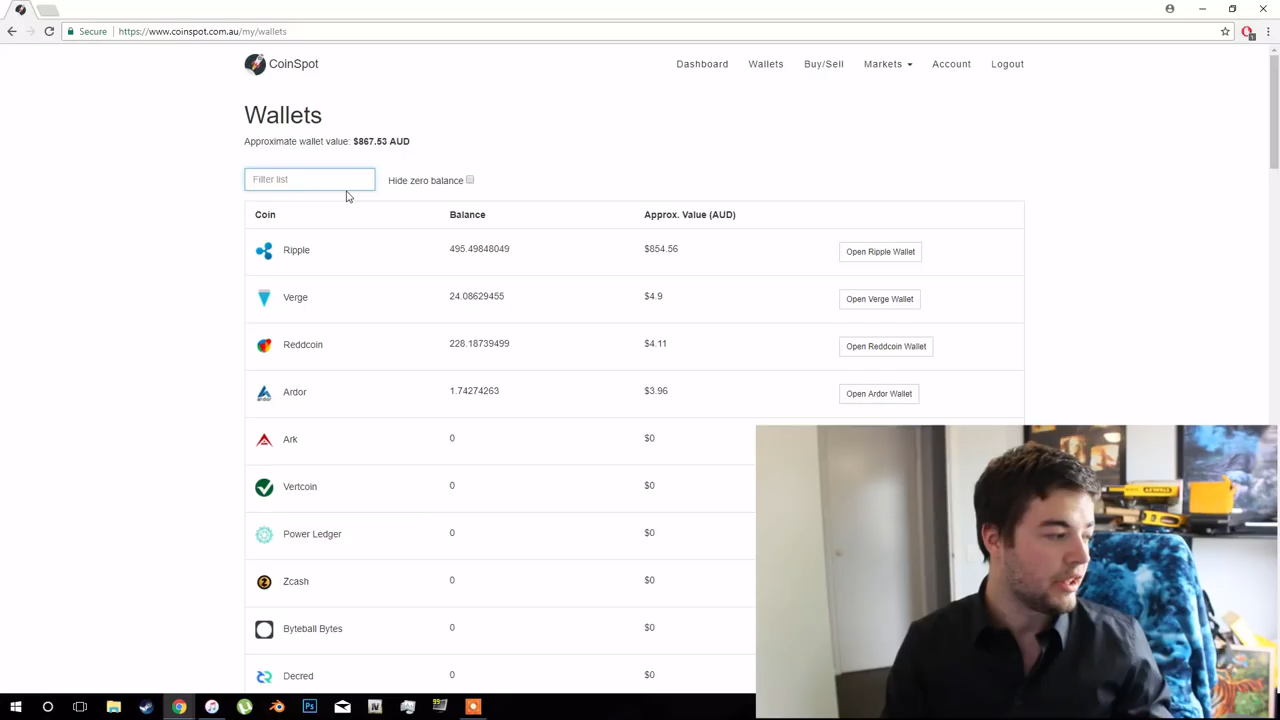 Secure
https://www.coinspot.com.au/my/wallets
CoinSpot
Dashboard Wallets Buy/Sell Markets Account Logout
Wallets
Approximate wallet value: $867.53 AUD
Filter list
Hide zero balance
Coin Balance Approx. Value (AUD)
Ripple 495.49848049 $854.56 Open Ripple Wallet
Verge 24.08629455 $4.9 Open Verge Wallet
Reddcoin 228.18739499 $4.11 Open Reddcoin Wallet
Ardor 1.74274263 $3.96 Open Ardor Wallet
Ark 0 $0
Vertcoin 0 $0
Power Ledger 0 $0
Zcash 0 $0
Byteball Bytes 0 $0
Decred 0 $0